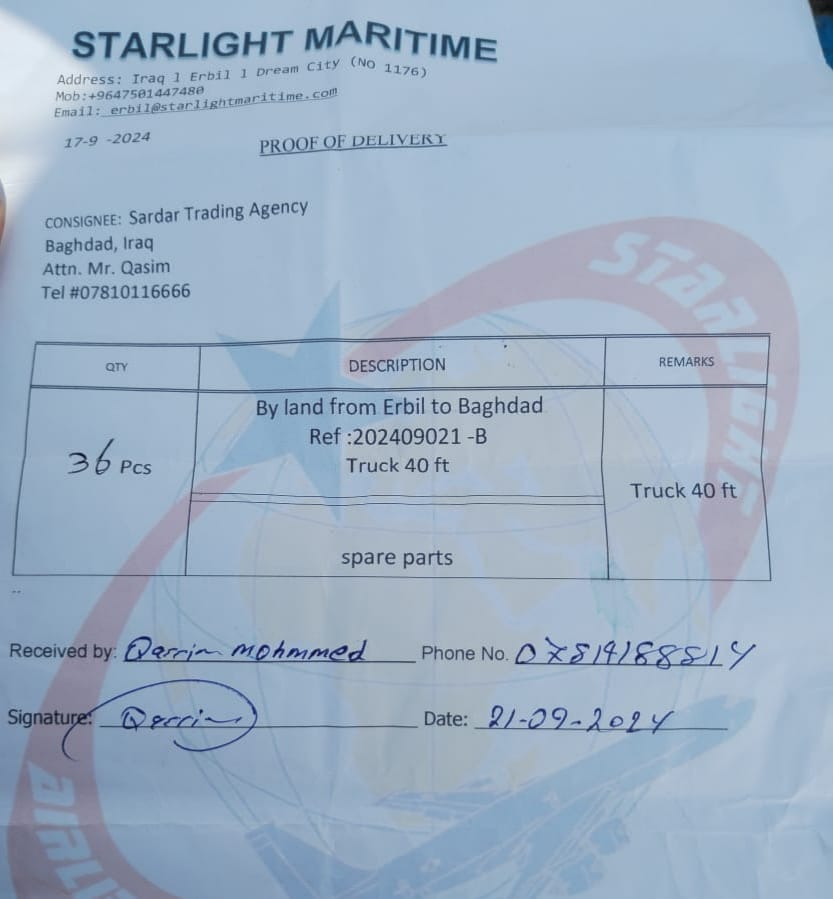 STARLIGHT MARITIME
Address: Iraq l Erbil l Dream City (NO 1176)
Mob:+9647501447480
Email: erbil@starlightmaritime.com
17-9 -2024
PROOF OF DELIVERY
CONSIGNEE: Sardar Trading Agency
Baghdad, Iraq
Attn. Mr. Qasim
Tel #07810116666
STARLIGHT
QTY DESCRIPTION REMARKS
By land from Erbil to Baghdad
Ref :202409021 -B
36 Pcs Truck 40 ft
Truck 40 ft
spare parts
Received by: mohmmed Phone No.
Signature: Date: 21-09-2024